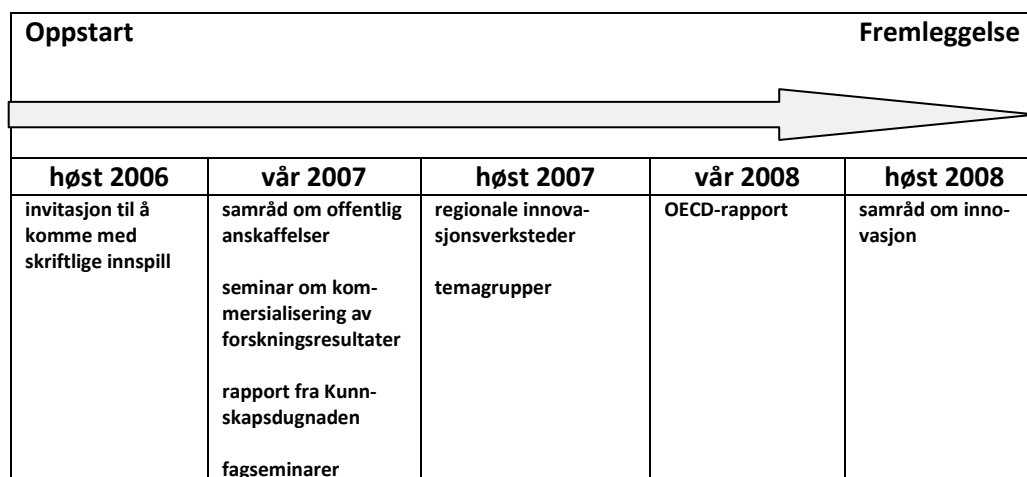 Oppstart
Fremleggelse
høst 2006
vår 2007
høst 2007
vår 2008
høst 2008
invitasjon til å
komme med
skriftlige innspill
samråd om offentlig
anskaffelser
seminar om kom-
mersialisering av
forskningsresultater
rapport fra Kunn-
skapsdugnaden
fagseminarer
regionale innova-
sjonsverksteder
temagrupper
OECD-rapport
samråd om inno-
vasjon